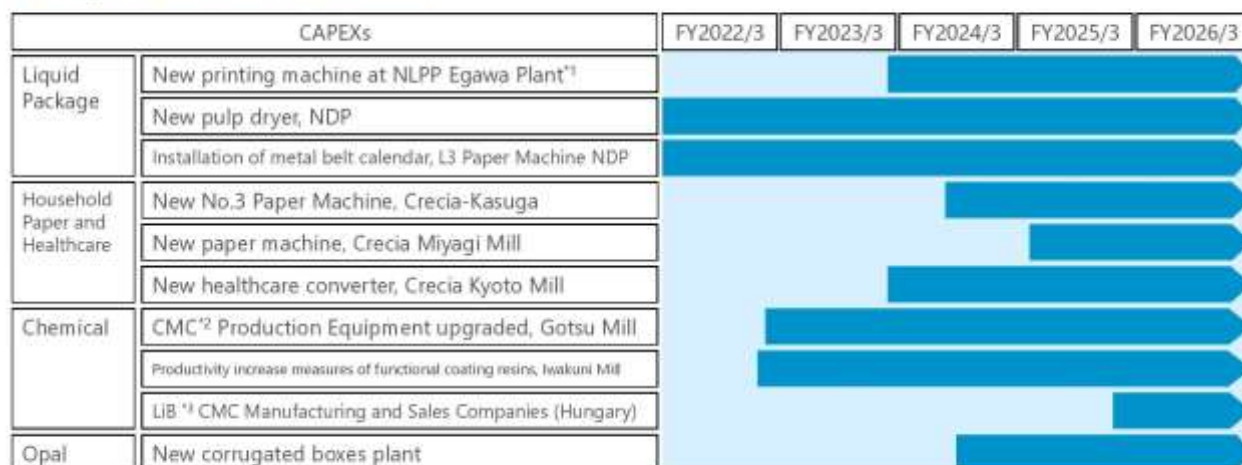 CAPEXs FY2022/3 FY2023/3 FY2024/3 FY2025/3 FY2026/3
Liquid
Package
New printing machine at NLPP Egawa Plant*1
New pulp dryer, NDP
Installation of metal belt calendar, L3 Paper Machine NDP
Household
Paper and
Healthcare
New No.3 Paper Machine, Crecia-Kasuga
New paper machine, Crecia Miyagi Mill
New healthcare converter, Crecia Kyoto Mill
Chemical
CMC*2 Production Equipment upgraded, Gotsu Mill
Productivity increase measures of functional coating resins, Iwakuni Mill
LiB *3 CMC Manufacturing and Sales Companies (Hungary)
Opal
New corrugated boxes plant